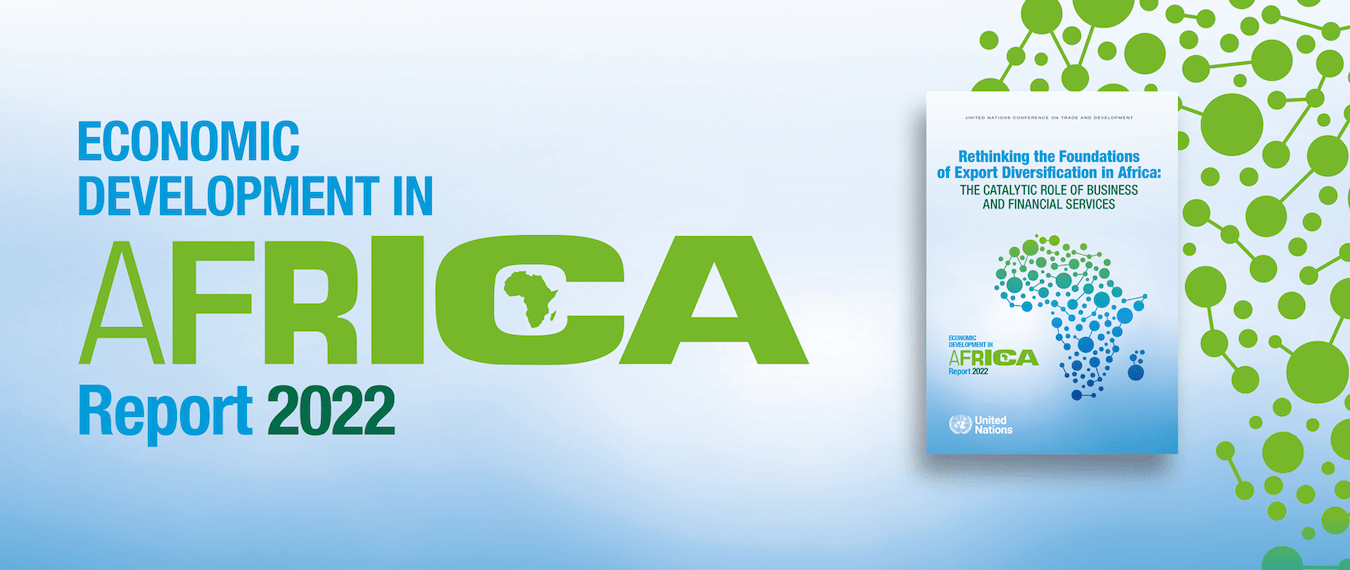 ECONOMIC
DEVELOPMENT IN
AFRICA
Report 2022
UNITED NATIONS CONFERENCE ON TRADE AND DEVELOPMENT
Rethinking the Foundations
of Export Diversification in Africa:
THE CATALYTIC ROLE OF BUSINESS
AND FINANCIAL SERVICES
ECONOMIC
DEVELOPMENT IN
AFRICA
Report 2022
United
Nations